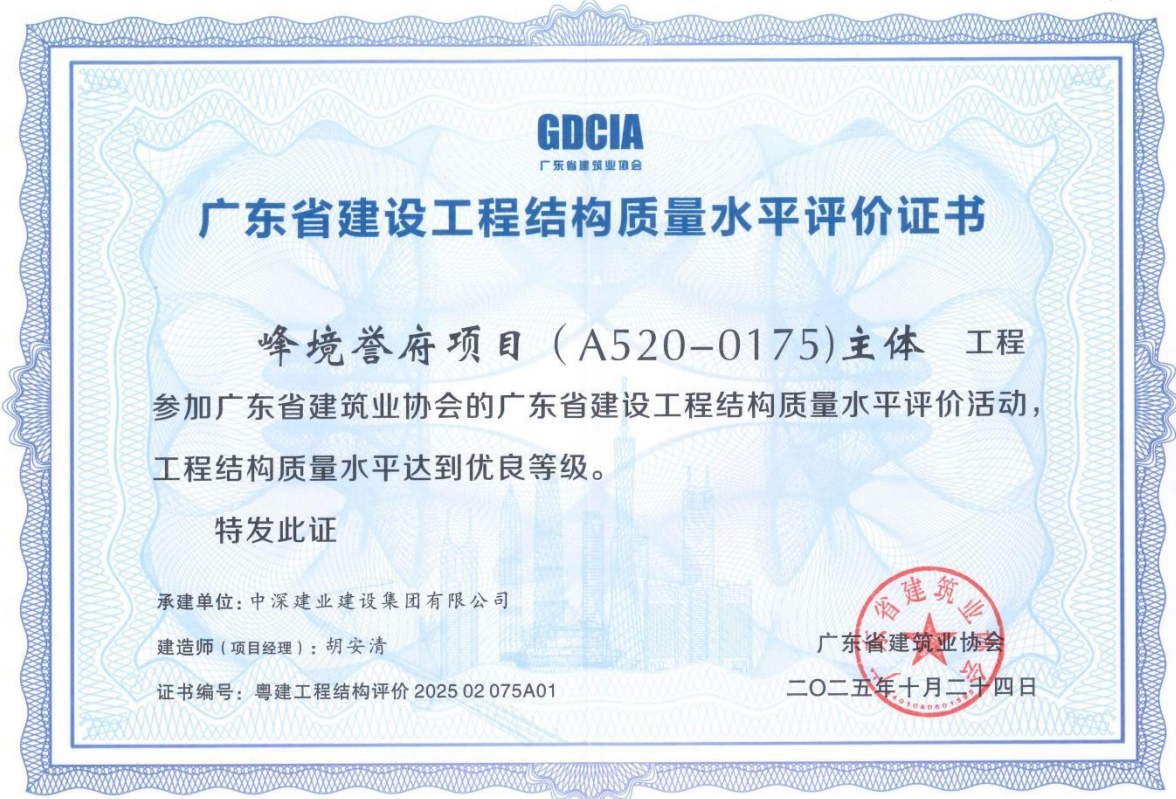 GDCIA
广东省建筑业协会
广东省建设工程结构质量水平评价证书
峰境誉府项目（A520-0175)主体 工程
参加广东省建筑业协会的广东省建设工程结构质量水平评价活动，
工程结构质量水平达到优良等级。
特发此证
承建单位：中深建业建设集团有限公司
建造师（项目经理）：胡安清
证书编号：粤建工程结构评价 2025 02 075A01
广东省建筑业协会
二〇二五年十月二十四日
广东省建筑业协会